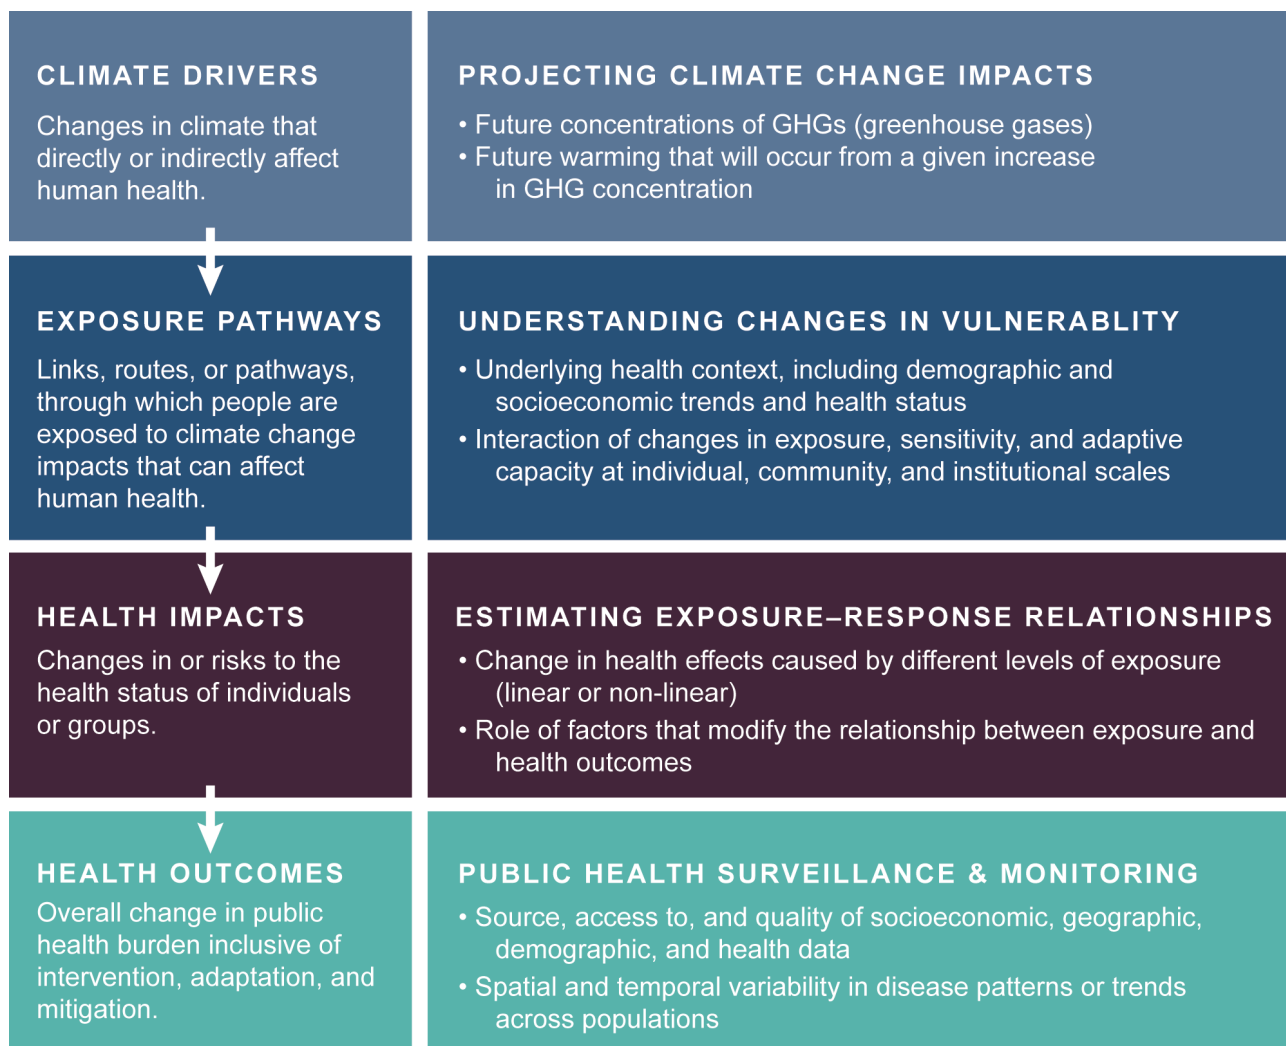 CLIMATE DRIVERS
Changes in climate that
directly or indirectly affect
human health.
PROJECTING CLIMATE CHANGE IMPACTS
• Future concentrations of GHGs (greenhouse gases)
• Future warming that will occur from a given increase
in GHG concentration
EXPOSURE PATHWAYS
Links, routes, or pathways,
through which people are
exposed to climate change
impacts that can affect
human health.
UNDERSTANDING CHANGES IN VULNERABLITY
• Underlying health context, including demographic and
socioeconomic trends and health status
• Interaction of changes in exposure, sensitivity, and adaptive
capacity at individual, community, and institutional scales
HEALTH IMPACTS
Changes in or risks to the
health status of individuals
or groups.
ESTIMATING EXPOSURE–RESPONSE RELATIONSHIPS
• Change in health effects caused by different levels of exposure
(linear or non-linear)
• Role of factors that modify the relationship between exposure and
health outcomes
HEALTH OUTCOMES
Overall change in public
health burden inclusive of
intervention, adaptation, and
mitigation.
PUBLIC HEALTH SURVEILLANCE & MONITORING
• Source, access to, and quality of socioeconomic, geographic,
demographic, and health data
• Spatial and temporal variability in disease patterns or trends
across populations